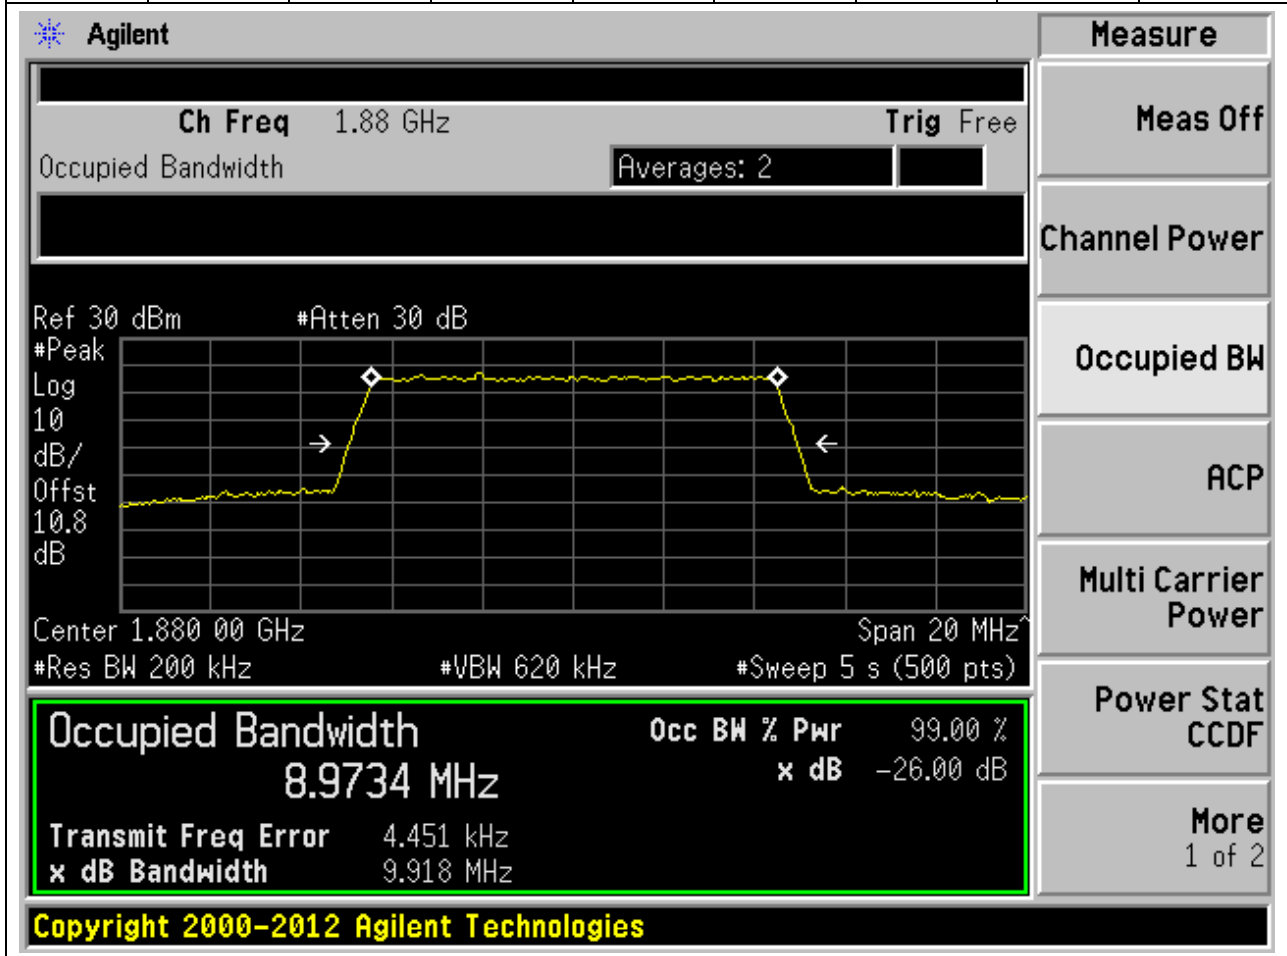 Agilent
Measure
Ch Freq 1.88 GHz Trig Free
Meas Off
Occupied Bandwidth Averages: 2
Channel Power
Ref 30 dBm #Atten 30 dB
#Peak
Log
10
dB/
Offst
10.8
dB
Occupied BW
ACP
Center 1.880 00 GHz Span 20 MHz^
#Res BW 200 kHz #VBW 620 kHz #Sweep 5 s (500 pts)
Multi Carrier
Power
Occupied Bandwidth Occ BW % Pwr 99.00 %
8.9734 MHz x dB -26.00 dB
Transmit Freq Error 4.451 kHz
x dB Bandwidth 9.918 MHz
Power Stat
CCDF
More
1 of 2
Copyright 2000-2012 Agilent Technologies